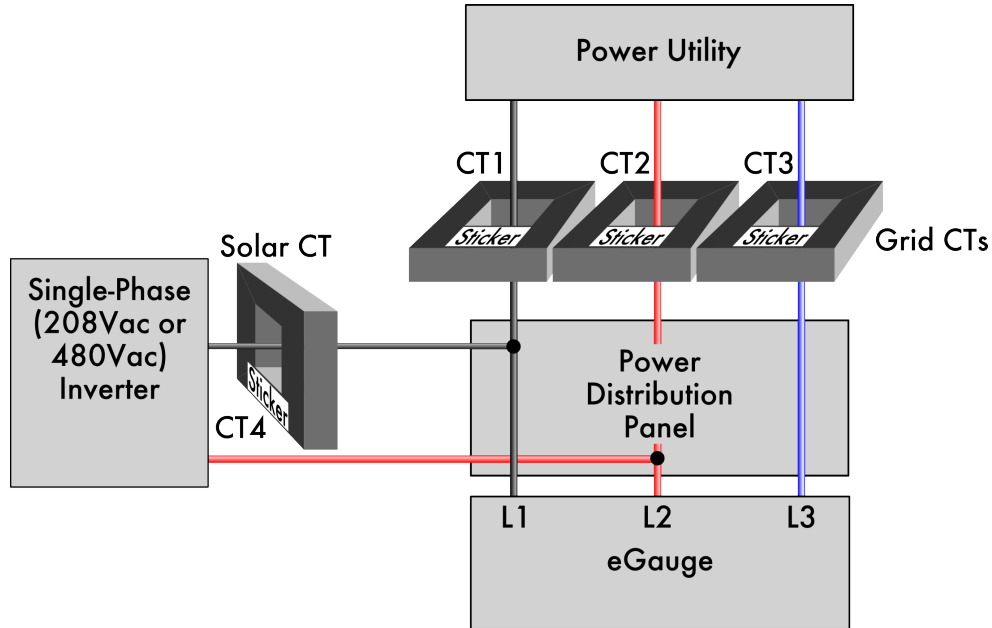 Power Utility
CT1
CT2
CT3
Sticker
Sticker
Sticker
Grid CTs
Solar CT
Single-Phase
(208Vac or
480Vac)
Inverter
Sticker
CT4
Power
Distribution
Panel
L1
L2
L3
eGauge